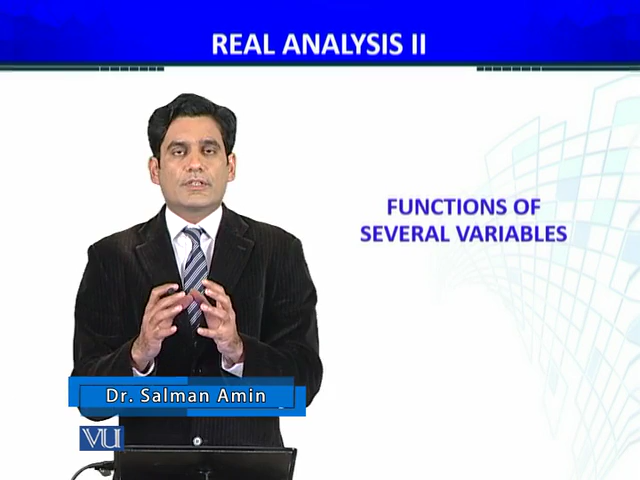 REAL ANALYSIS II
FUNCTIONS OF
SEVERAL VARIABLES
Dr. Salman Amin
VU